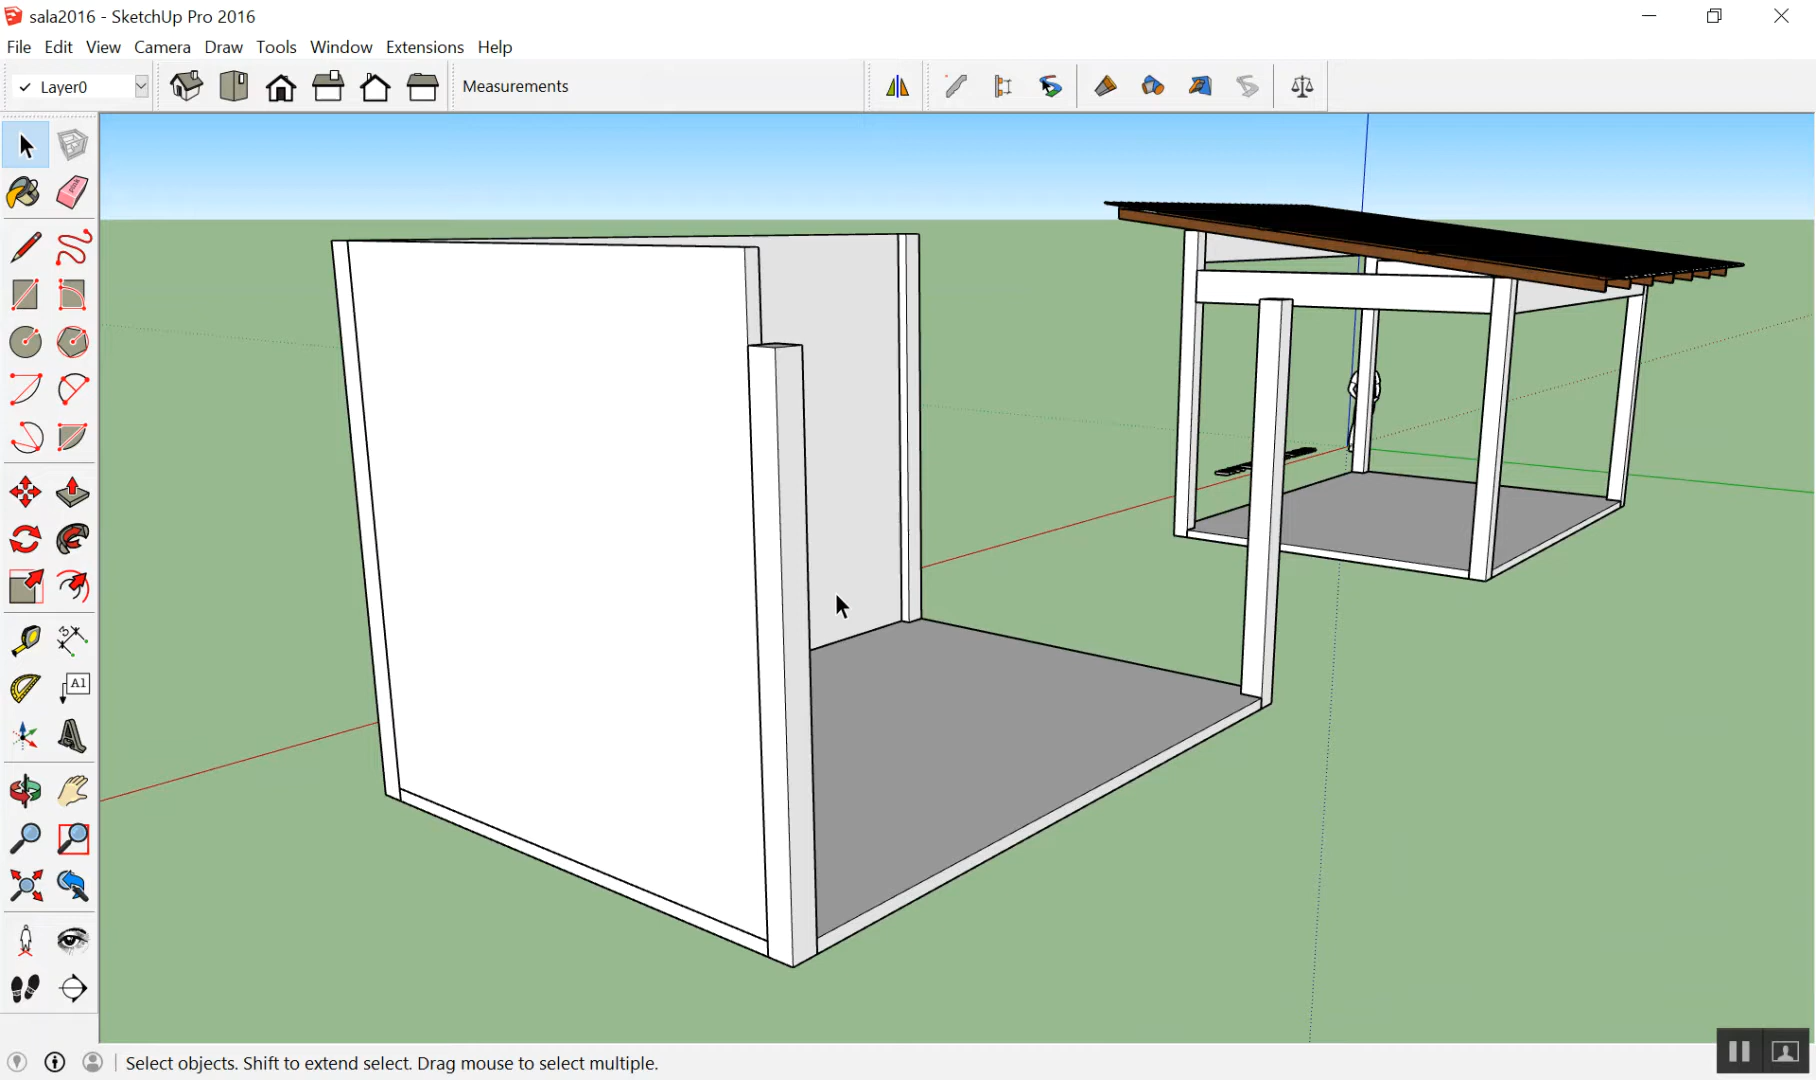 sala2016 - SketchUp Pro 2016
File Edit View Camera Draw Tools Window Extensions Help
Layer0 Measurements
A1
Select objects. Shift to extend select. Drag mouse to select multiple.